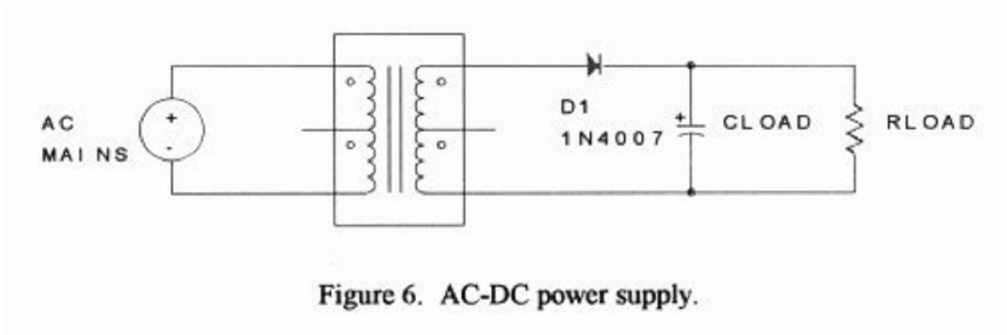 AC
MAINS
+
-
D1
1N4007
+
CLOAD
RLOAD
Figure 6. AC-DC power supply.